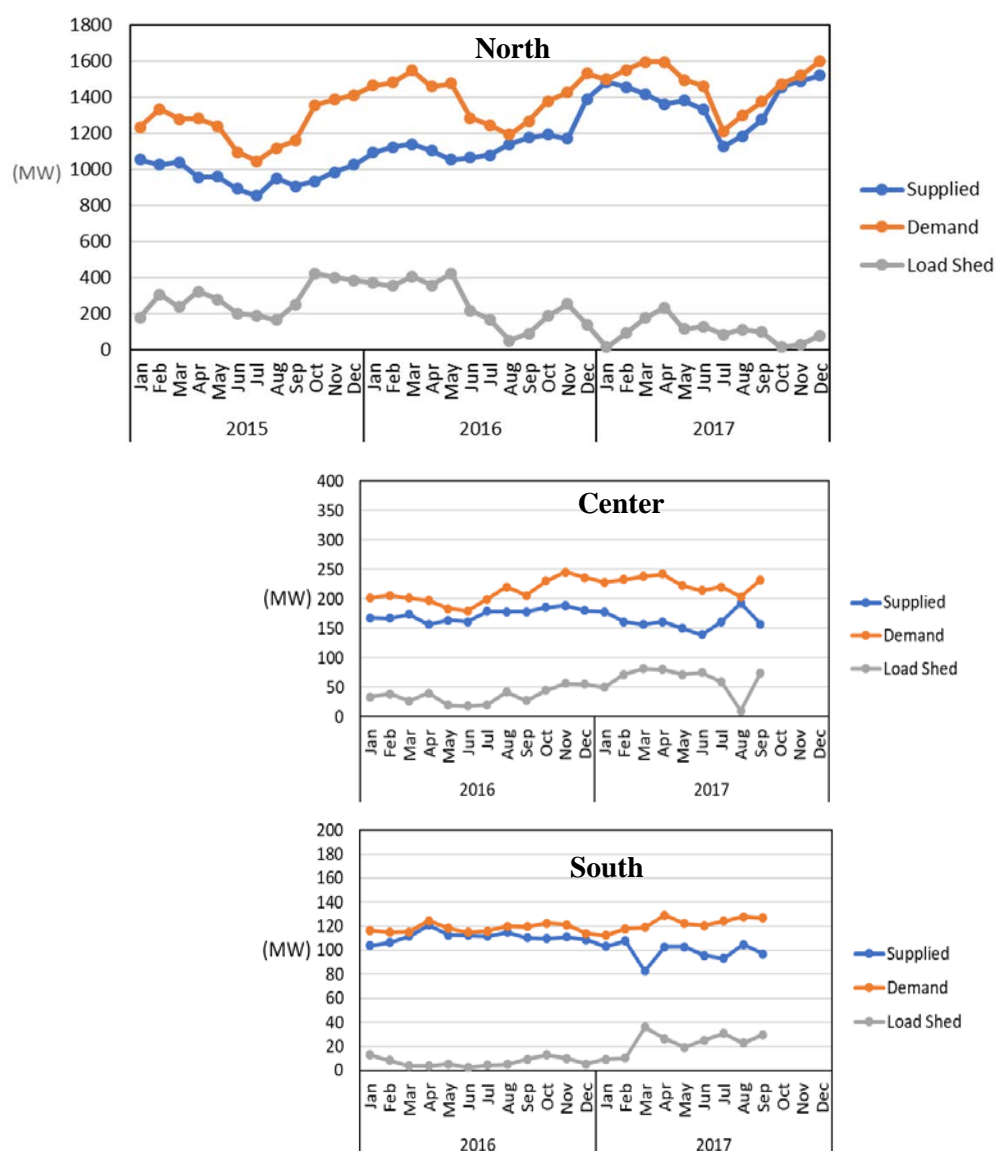 North
1800
1600
1400
1200
1000
800
600
400
200
0
(MW)
Jan Feb Mar Apr May Jun Jul Aug Sep Oct Nov Dec Jan Feb Mar Apr May Jun Jul Aug Sep Oct Nov Dec Jan Feb Mar Apr May Jun Jul Aug Sep Oct Nov Dec
2015 2016 2017
Supplied
Demand
Load Shed
Center
400
350
300
250
200
150
100
50
0
(MW)
Jan Feb Mar Apr May Jun Jul Aug Sep Oct Nov Dec Jan Feb Mar Apr May Jun Jul Aug Sep Oct Nov Dec
2016 2017
Supplied
Demand
Load Shed
South
200
180
160
140
120
100
80
60
40
20
0
(MW)
Jan Feb Mar Apr May Jun Jul Aug Sep Oct Nov Dec Jan Feb Mar Apr May Jun Jul Aug Sep Oct Nov Dec
2016 2017
Supplied
Demand
Load Shed